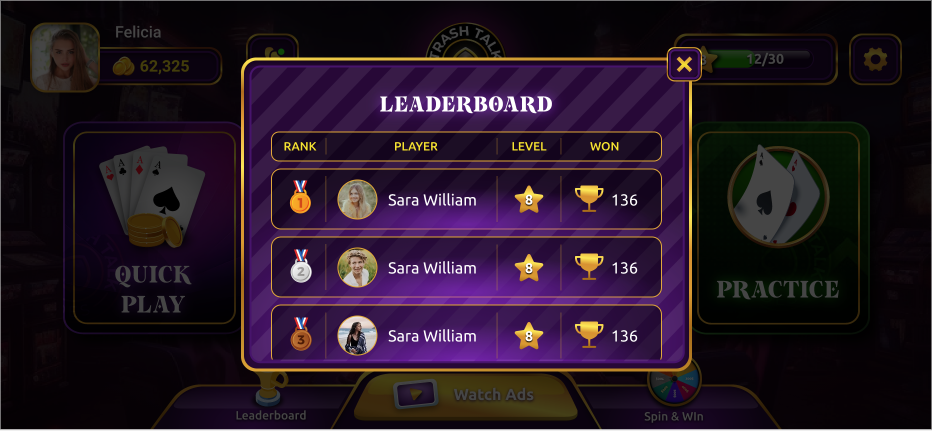 Felicia
62,325
TRASH TALK
12/30
LEADERBOARD
RANK PLAYER LEVEL WON
1 Sara William 8 136
2 Sara William 8 136
3 Sara William 8 136
A A A A
QUICK
PLAY
A A
PRACTICE
Leaderboard
Watch Ads
Spin & WIn